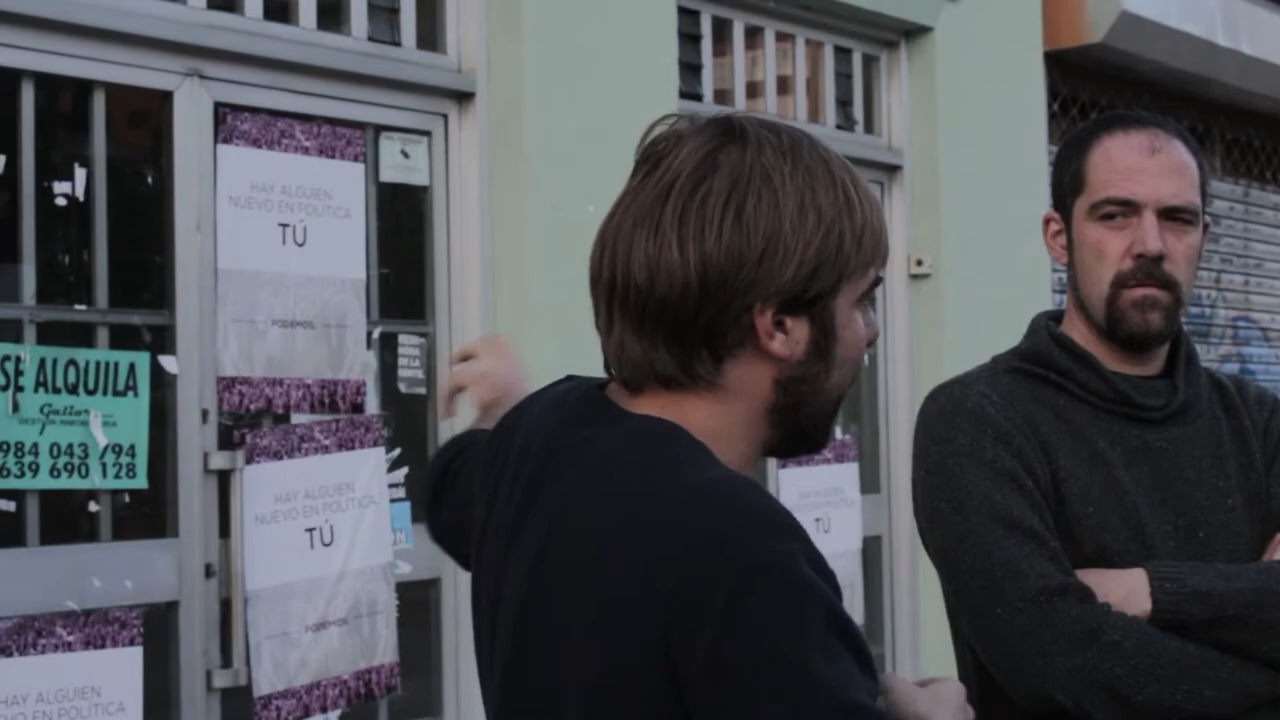 HAY ALGUIEN
NUEVO EN POLÍTICA
TÚ
PODEMOS.
SE ALQUILA
984 043 794
639 690 128
HAY ALGUIEN
NUEVO EN POLÍTICA
TÚ
PODEMOS.
HAY ALGUIEN
NUEVO EN POLÍTICA
TÚ
HAY ALGUIEN
NUEVO EN POLÍTICA